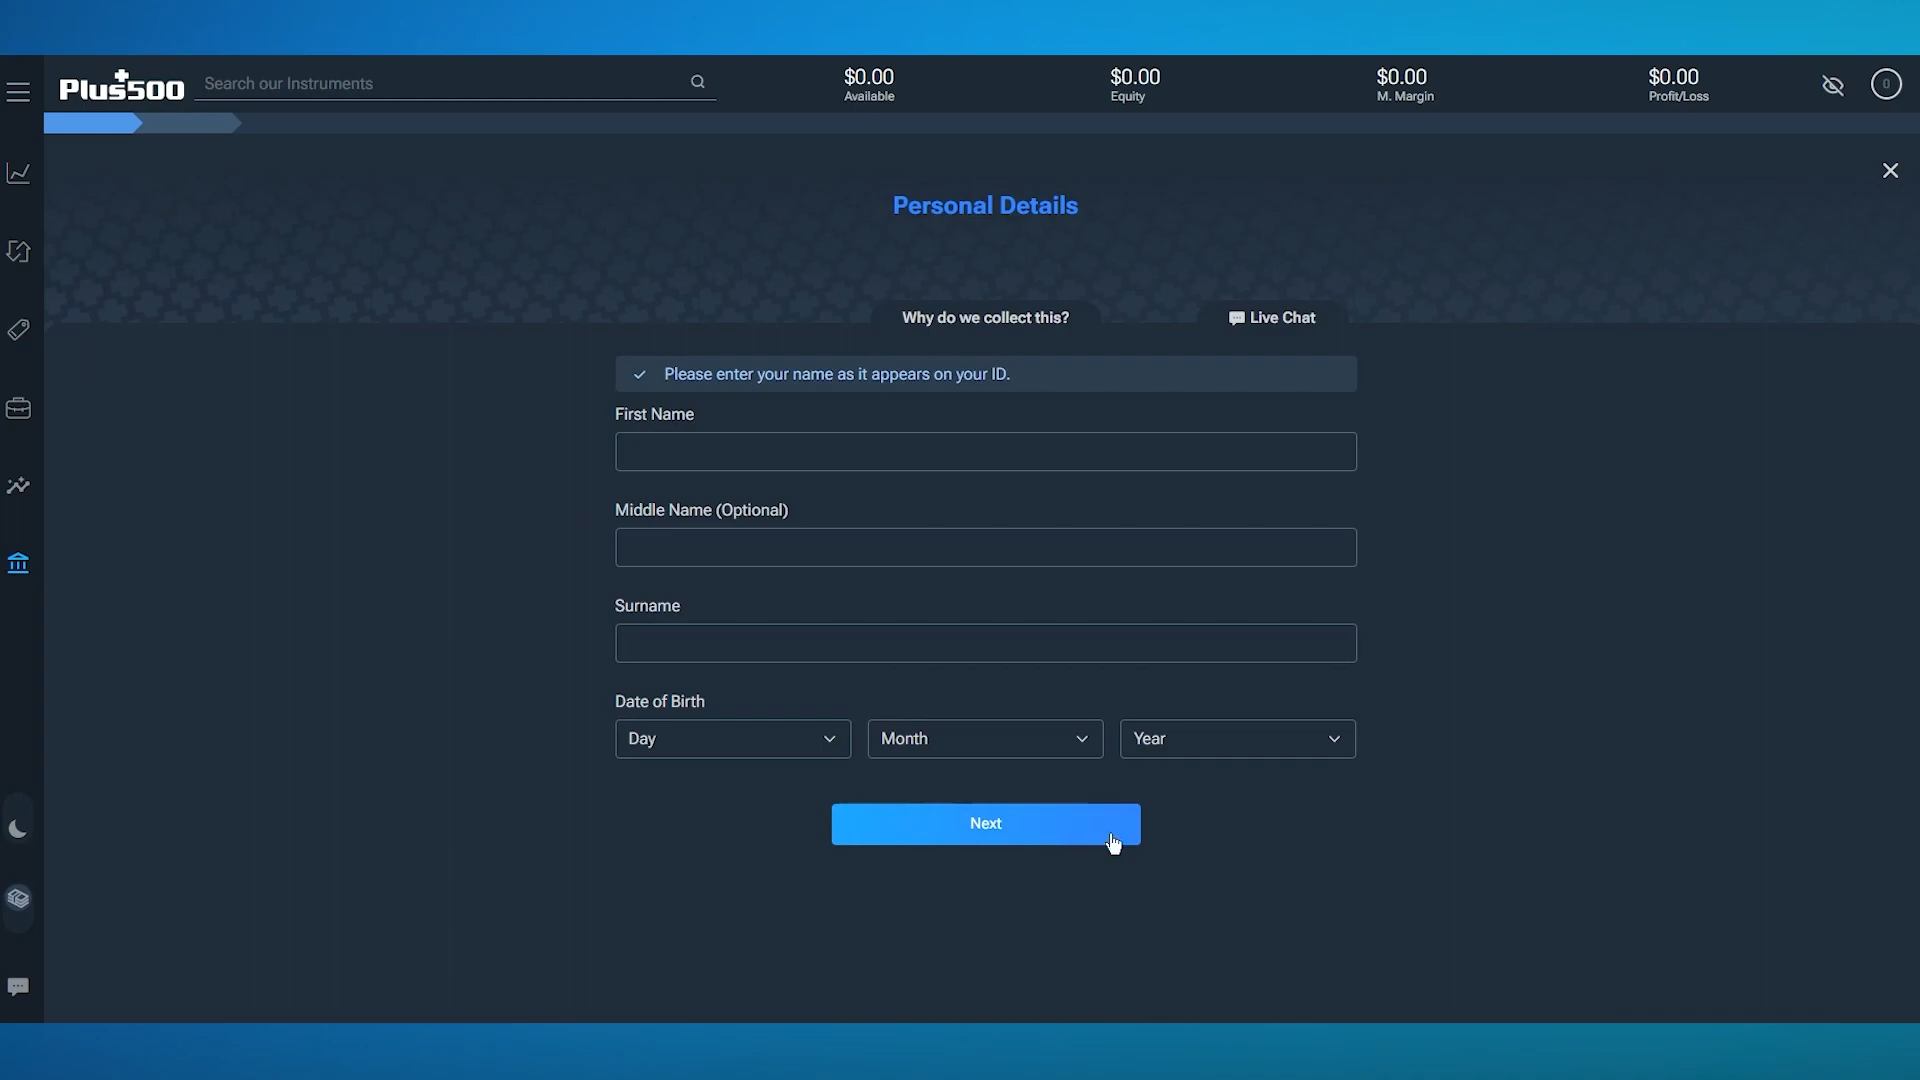 Plus500
Search our Instruments
$0.00
Available
$0.00
Equity
$0.00
M. Margin
$0.00
Profit/Loss
0
Personal Details
Why do we collect this?
Live Chat
Please enter your name as it appears on your ID.
First Name
Middle Name (Optional)
Surname
Date of Birth
Day
Month
Year
Next